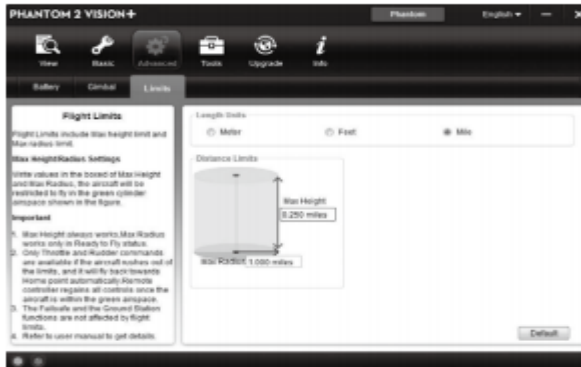 PHANTOM 2 VISION+
Phantom
English
View
Basic
Advanced
Tools
Upgrade
Info
Battery
Gimbal
Limits
Flight Limits
Flight Limits include Max height limit and
Max radius limit.
Max Height/Radius Settings
Write values in the boxed of Max Height
and Max Radius, the aircraft will be
restricted to fly in the green cylinder
airspace shown in the figure.
Important
1. Max Height always works,Max Radius
works only in Ready to Fly status.
2. Only Throttle and Rudder commands
are available if the aircraft rushes out of
the limits, and it will fly back towards
Home point automatically.Remote
controller regains all controls once the
aircraft is within the green airspace.
3. The Failsafe and the Ground Station
functions are not affected by flight
limits.
4. Refer to user manual to get details.
Length Units
Meter
Feet
Mile
Distance Limits
Max Height
0.250 miles
Max Radius 1.000 miles
Default